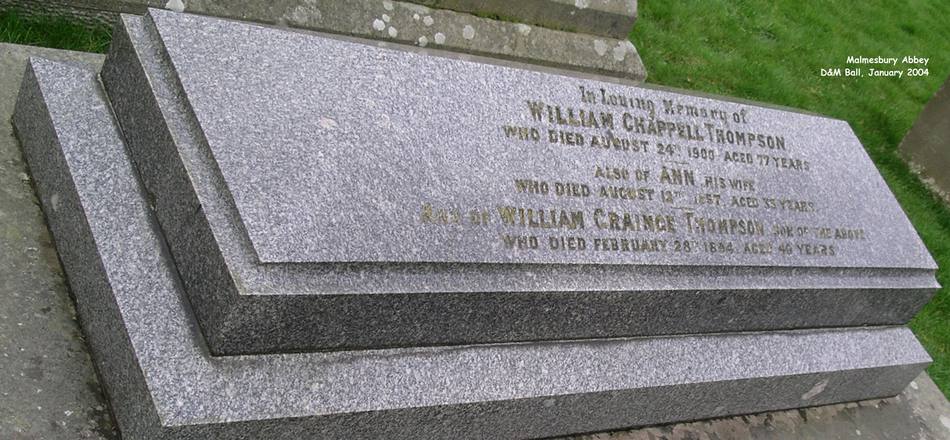 Malmesbury Abbey
D&M Ball, January 2004
In Loving Memory of
WILLIAM CHAPPELL THOMPSON
WHO DIED AUGUST 24TH 1900 AGED 77 YEARS
ALSO OF ANN HIS WIFE
WHO DIED AUGUST 13TH 1857, AGED 33 YEARS.
AND OF WILLIAM GRAINGE THOMPSON SON OF THE ABOVE
WHO DIED FEBRUARY 28TH 1894, AGED 40 YEARS